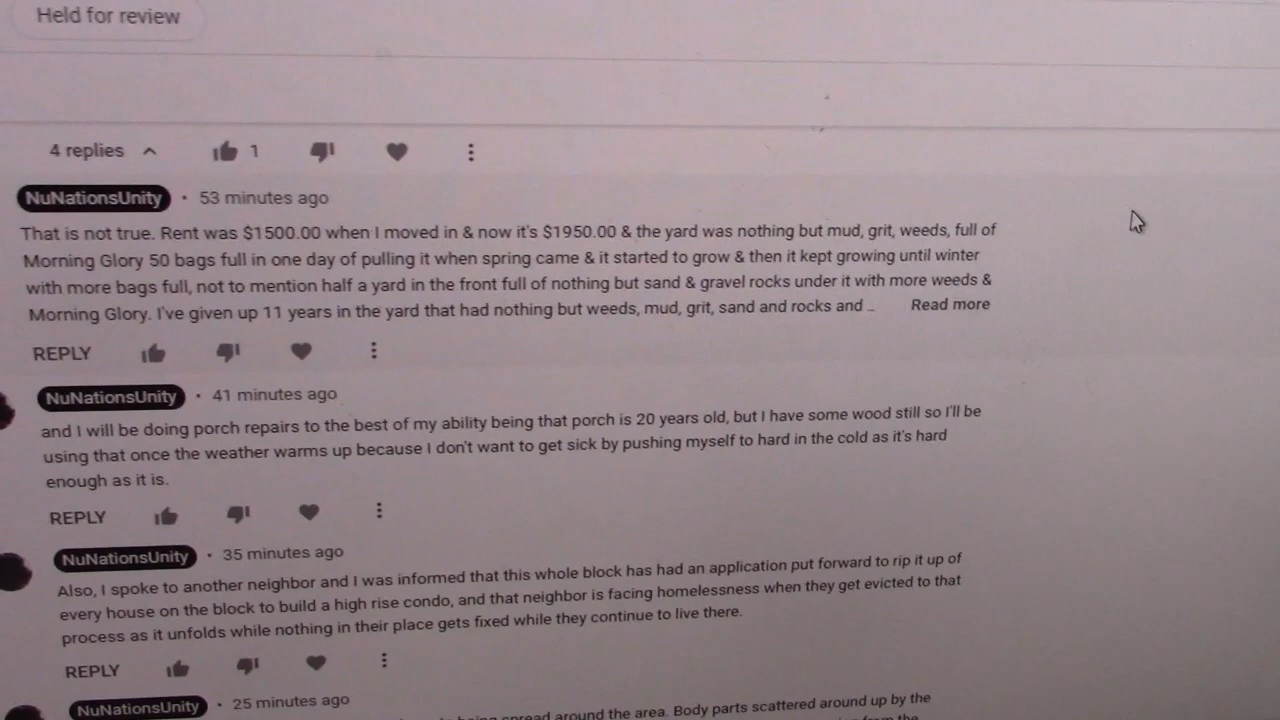 Held for review
4 replies 1
NuNationsUnity • 53 minutes ago
That is not true. Rent was $1500.00 when I moved in & now it's $1950.00 & the yard was nothing but mud, grit, weeds, full of
Morning Glory 50 bags full in one day of pulling it when spring came & it started to grow & then it kept growing until winter
with more bags full, not to mention half a yard in the front full of nothing but sand & gravel rocks under it with more weeds &
Morning Glory. I've given up 11 years in the yard that had nothing but weeds, mud, grit, sand and rocks and ... Read more
REPLY
NuNationsUnity • 41 minutes ago
and I will be doing porch repairs to the best of my ability being that porch is 20 years old, but I have some wood still so I'll be
using that once the weather warms up because I don't want to get sick by pushing myself to hard in the cold as it's hard
enough as it is.
REPLY
NuNationsUnity • 35 minutes ago
Also, I spoke to another neighbor and I was informed that this whole block has had an application put forward to rip it up of
every house on the block to build a high rise condo, and that neighbor is facing homelessness when they get evicted to that
process as it unfolds while nothing in their place gets fixed while they continue to live there.
REPLY
NuNationsUnity • 25 minutes ago
being spread around the area. Body parts scattered around up by the
from the